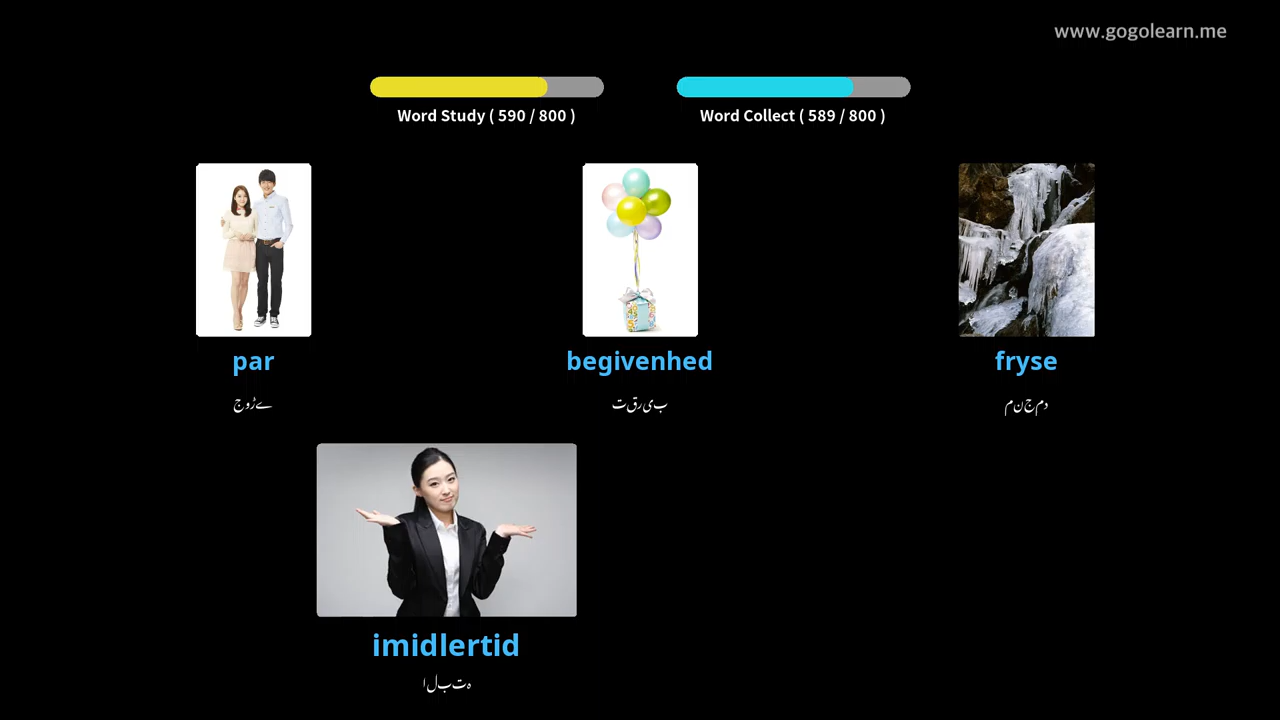 www.gogolearn.me
Word Study ( 590 / 800 )
Word Collect ( 589 / 800 )
par
begivenhed
fryse
جوڑے
تقریب
منجمد
imidlertid
البتہ